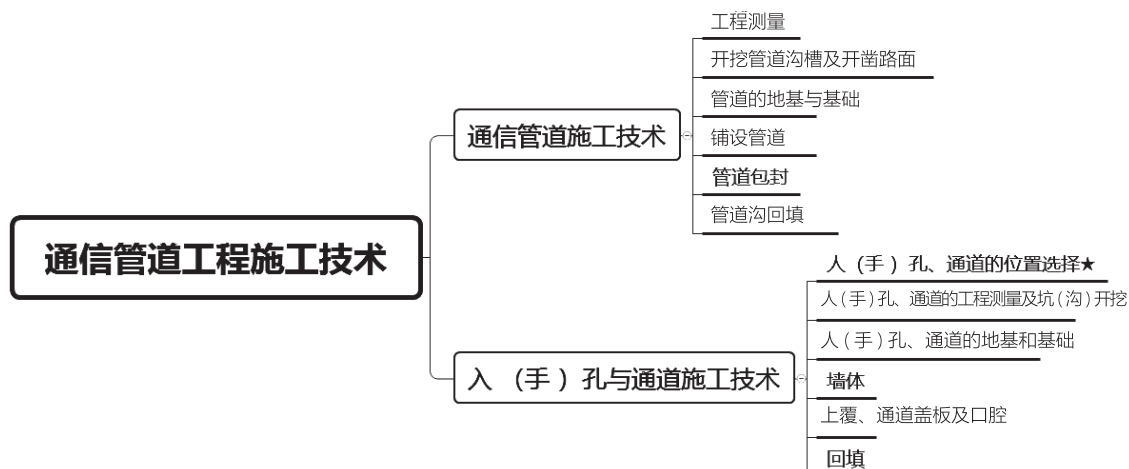 工程测量
开挖管道沟槽及开凿路面
管道的地基与基础
通信管道施工技术
铺设管道
管道包封
管道沟回填
通信管道工程施工技术
人（手）孔、通道的位置选择★
人（手）孔、通道的工程测量及坑（沟）开挖
人（手）孔、通道的地基和基础
入（手）孔与通道施工技术
墙体
上覆、通道盖板及口腔
回填